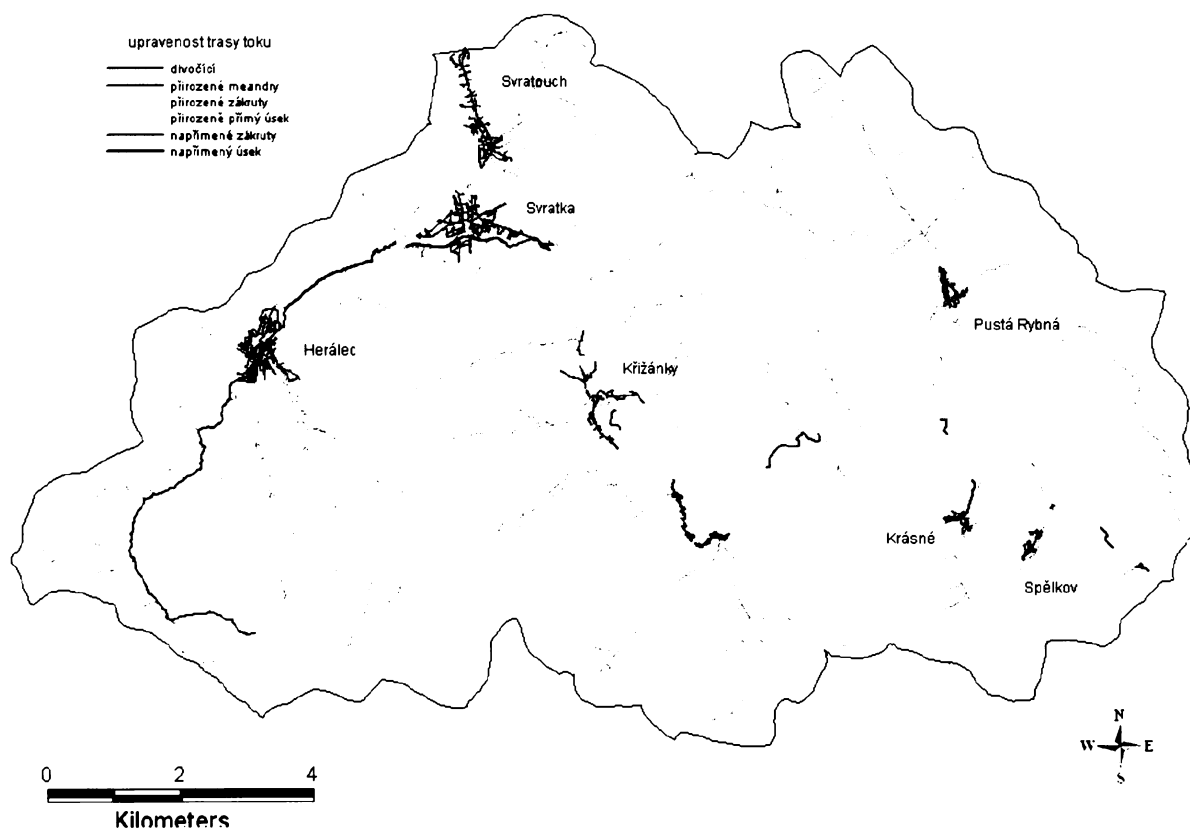 upravenost trasy toku
divočící
přirozené meandry
přirozené zákruty
přirozeně přímý úsek
napřímené zákruty
napřímený úsek
Svratouch
Svratka
Herálec
Křižánky
Pustá Rybná
Krásné
Spělkov
N
W E
S
0 2 4
Kilometers